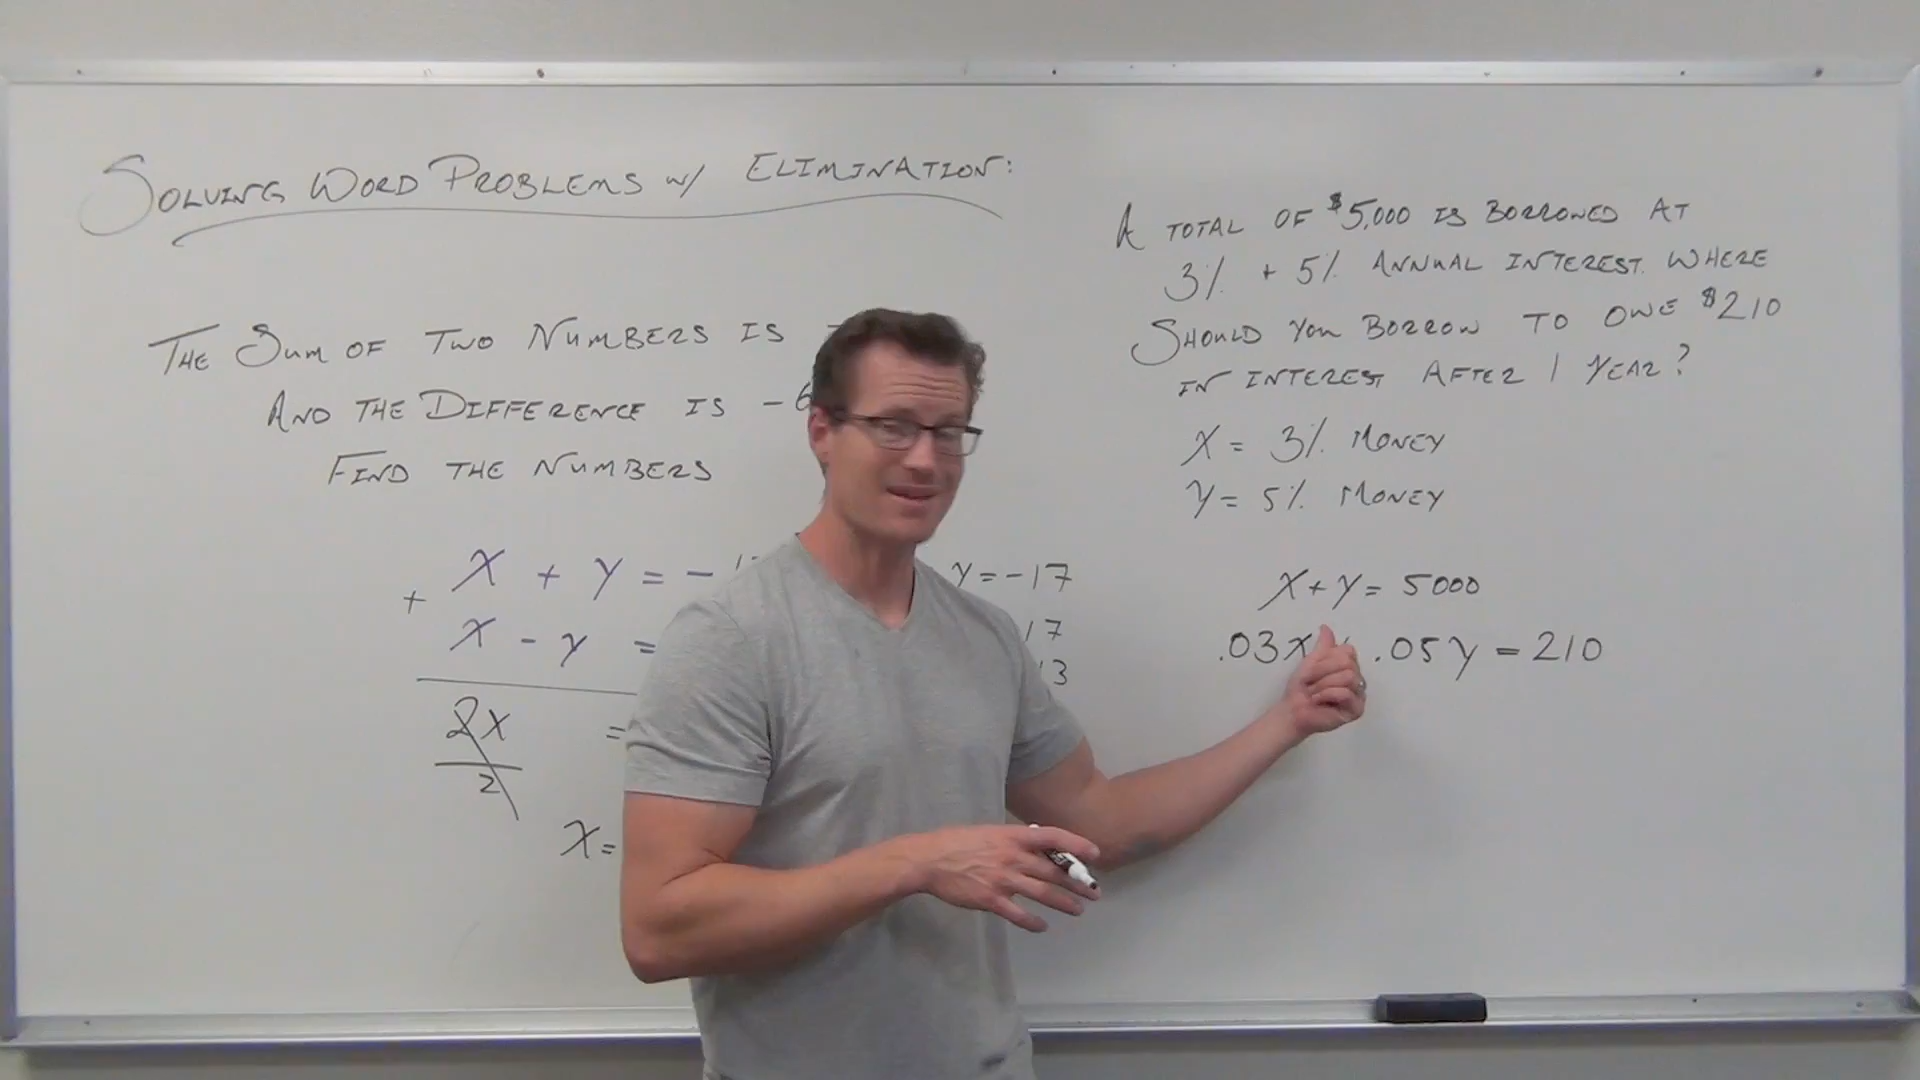 SOLVING WORD PROBLEMS W/ ELIMINATION:
THE SUM OF TWO NUMBERS IS -
AND THE DIFFERENCE IS -6
FIND THE NUMBERS
x + y = -1
+
x - y =
2x =
2
x =
y = -17
17
13
A TOTAL OF $5,000 IS BORROWED AT
3% + 5% ANNUAL INTEREST. WHERE
SHOULD YOU BORROW TO OWE $210
IN INTEREST AFTER 1 YEAR?
x = 3% MONEY
y = 5% MONEY
x + y = 5000
.03x .05y = 210